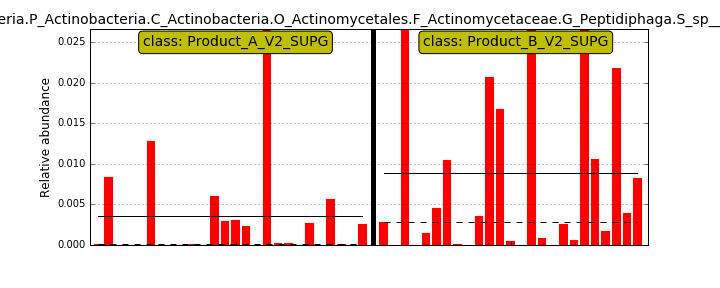 eria.P_Actinobacteria.C_Actinobacteria.O_Actinomycetales.F_Actinomycetaceae.G_Peptidiphaga.S_sp__
class: Product_A_V2_SUPG class: Product_B_V2_SUPG
Relative abundance
0.025
0.020
0.015
0.010
0.005
0.000